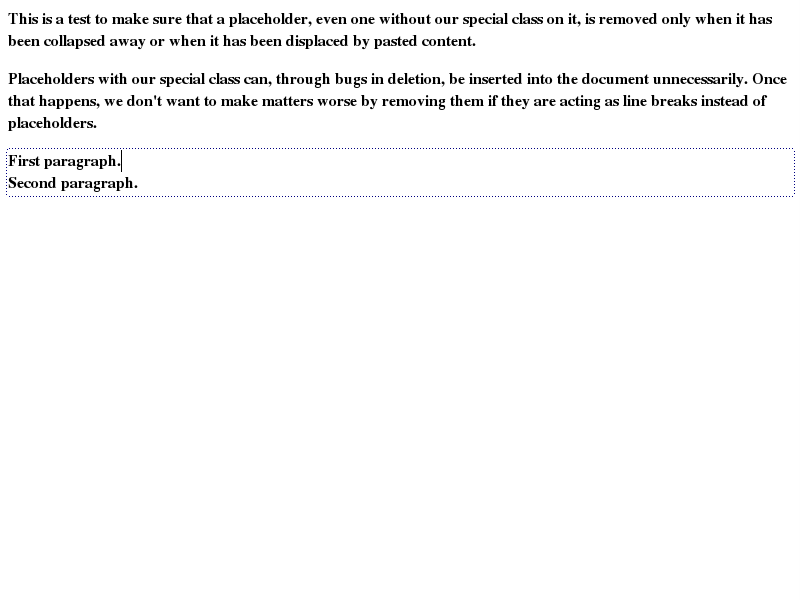 This is a test to make sure that a placeholder, even one without our special class on it, is removed only when it has
been collapsed away or when it has been displaced by pasted content.
Placeholders with our special class can, through bugs in deletion, be inserted into the document unnecessarily. Once
that happens, we don't want to make matters worse by removing them if they are acting as line breaks instead of
placeholders.
First paragraph.
Second paragraph.